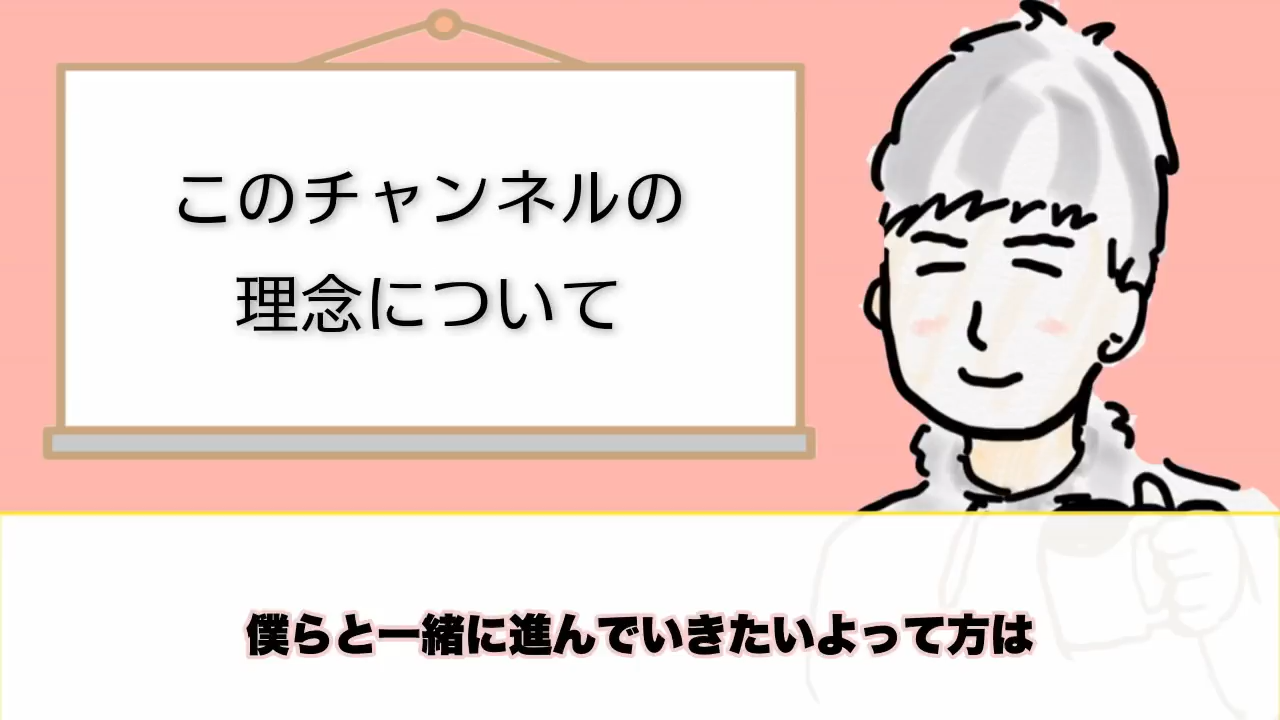 このチャンネルの
理念について
僕らと一緒に進んでいきたいよって方は